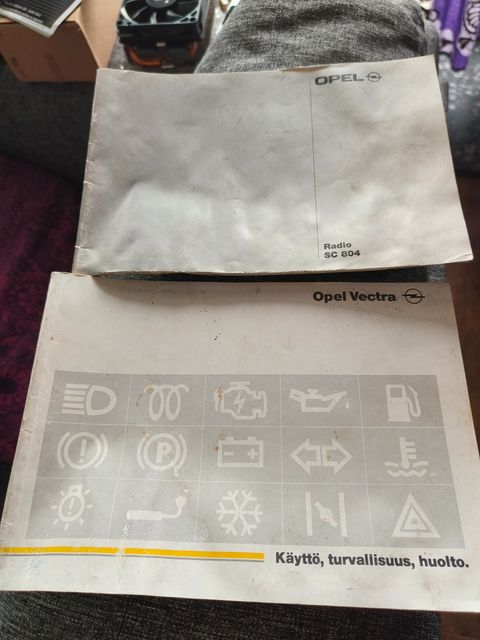 OPEL
Radio
SC 804
Opel Vectra
P
Käyttö, turvallisuus, huolto.